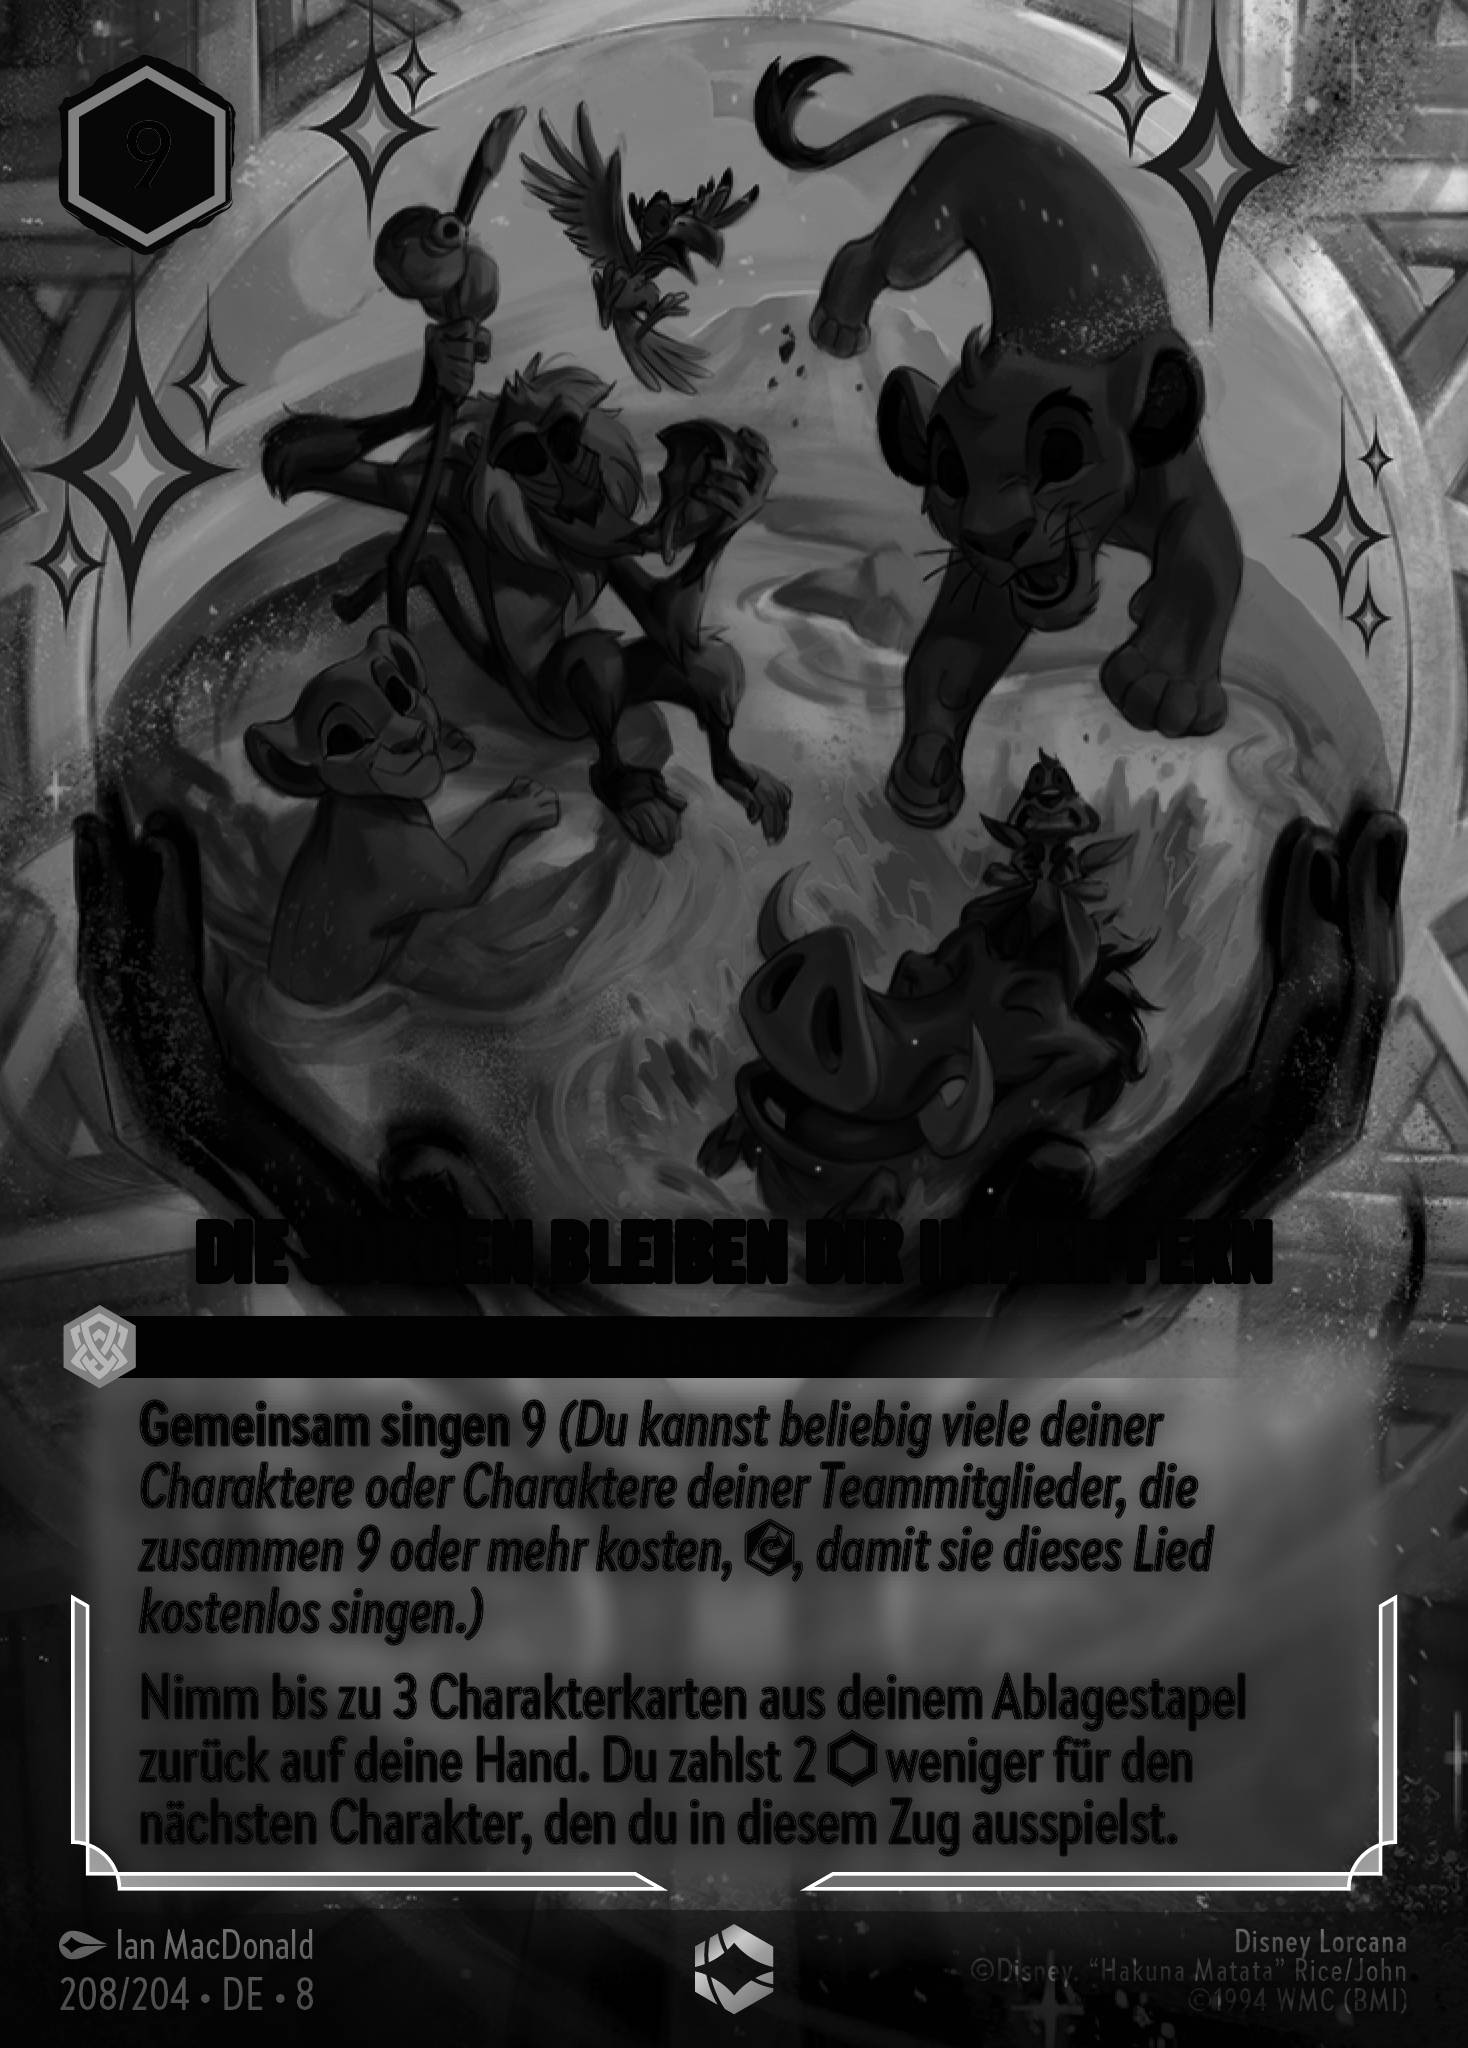 9
DIE SORGEN BLEIBEN DIR IMMER FERN
Gemeinsam singen 9 (Du kannst beliebig viele deiner
Charaktere oder Charaktere deiner Teammitglieder, die
zusammen 9 oder mehr kosten, , damit sie dieses Lied
kostenlos singen.)
Nimm bis zu 3 Charakterkarten aus deinem Ablagestapel
zurück auf deine Hand. Du zahlst 2 weniger für den
nächsten Charakter, den du in diesem Zug ausspielst.
Ian MacDonald
208/204 • DE • 8
Disney Lorcana
©Disney. “Hakuna Matata” Rice/John
©1994 WMC (BMI)